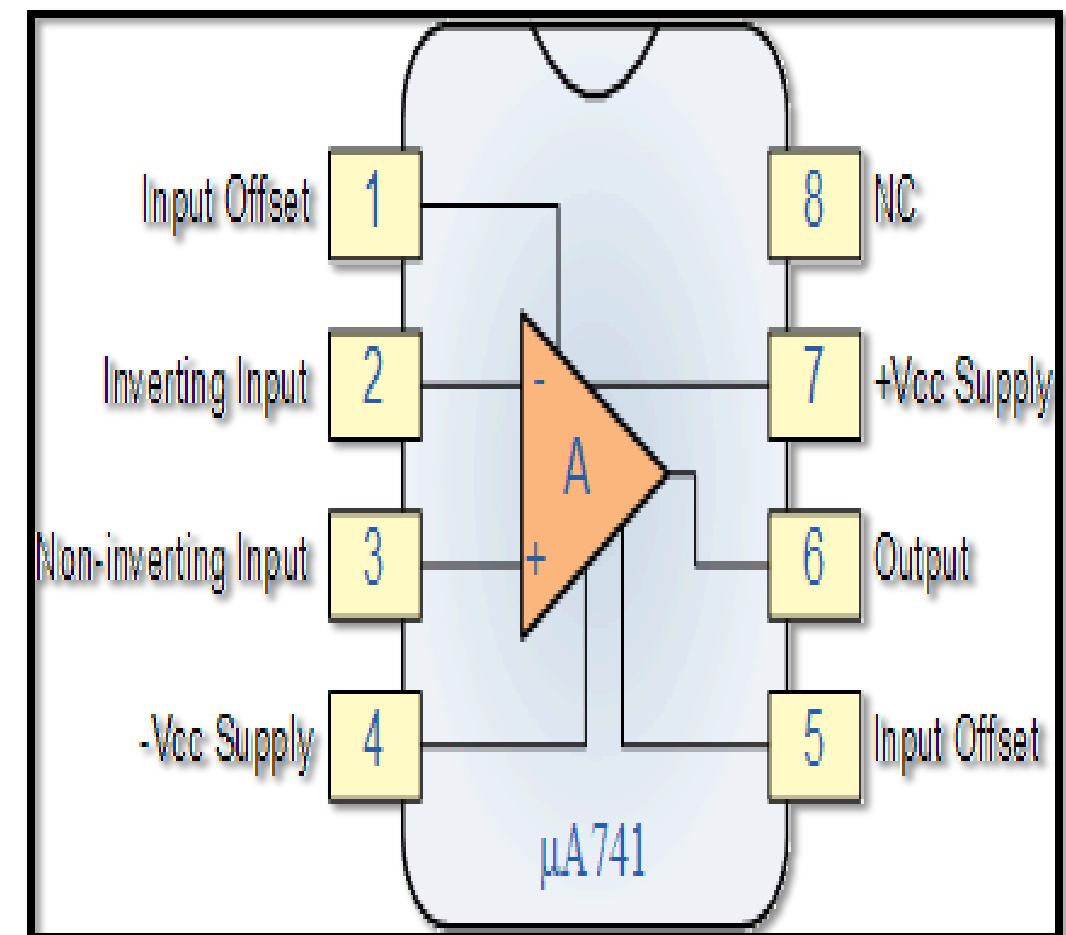 Input Offset 1 8 NC
Inverting Input 2 - 7 +Vcc Supply
A
Non-inverting Input 3 + 6 Output
-Vcc Supply 4 5 Input Offset
μA741